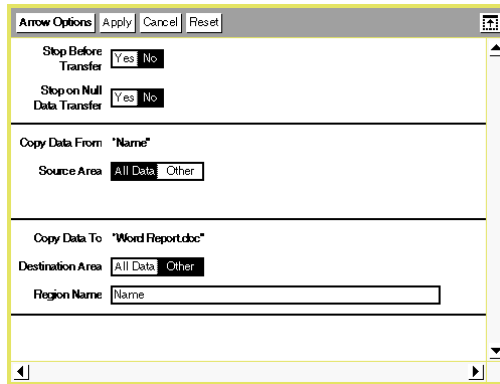 Arrow Options Apply Cancel Reset
Stop Before
Transfer Yes No
Stop on Null
Data Transfer Yes No
Copy Data From "Name"
Source Area All Data Other
Copy Data To "Word Report.doc"
Destination Area All Data Other
Region Name Name